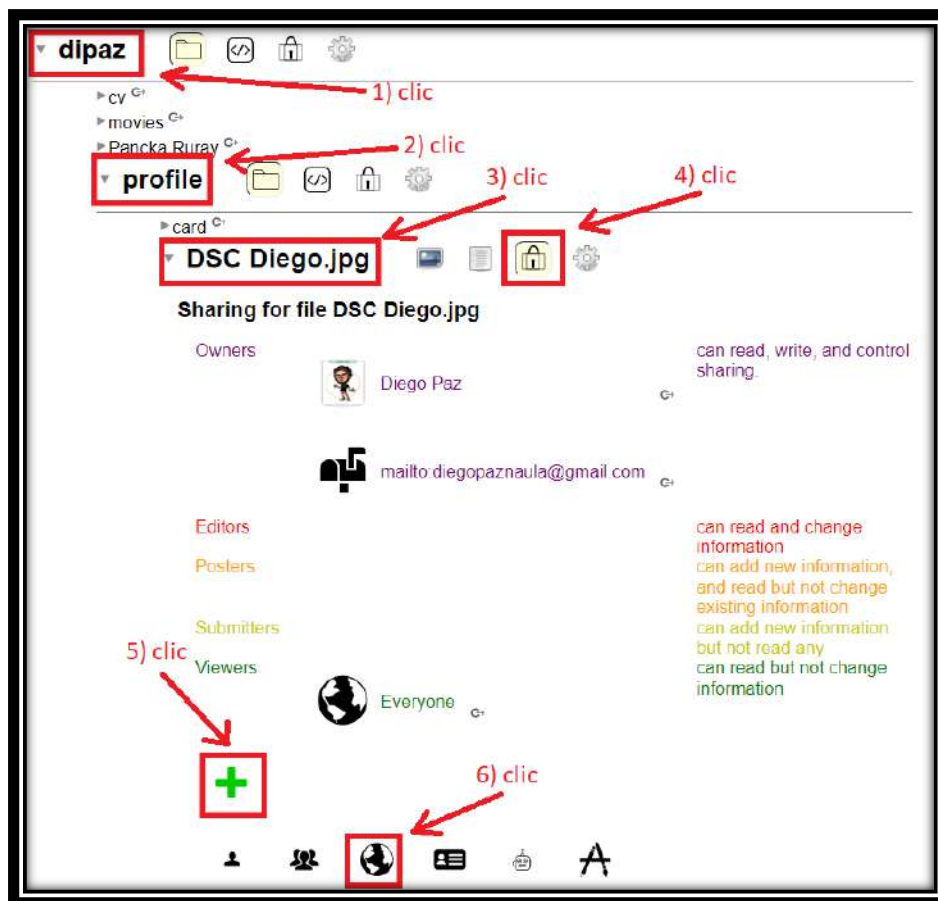 dipaz
1) clic
cv
movies
Pancka Ruray
2) clic
profile
3) clic
4) clic
card
DSC Diego.jpg
Sharing for file DSC Diego.jpg
Owners
can read, write, and control
sharing.
Diego Paz
mailto:diegopaznaula@gmail.com
Editors
can read and change
information
Posters
can add new information,
and read but not change
existing information
Submitters
can add new information
but not read any
5) clic
Viewers
can read but not change
information
Everyone
6) clic